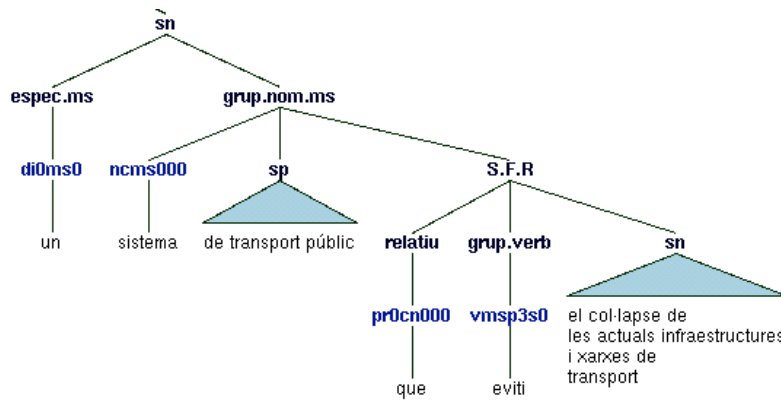 sn
espec.ms grup.nom.ms
di0ms0 ncms000 sp S.F.R
un sistema de transport públic relatiu grup.verb sn
pr0cn000 vmsp3s0 el col·lapse de
les actuals infraestructures
i xarxes de
transport
que eviti